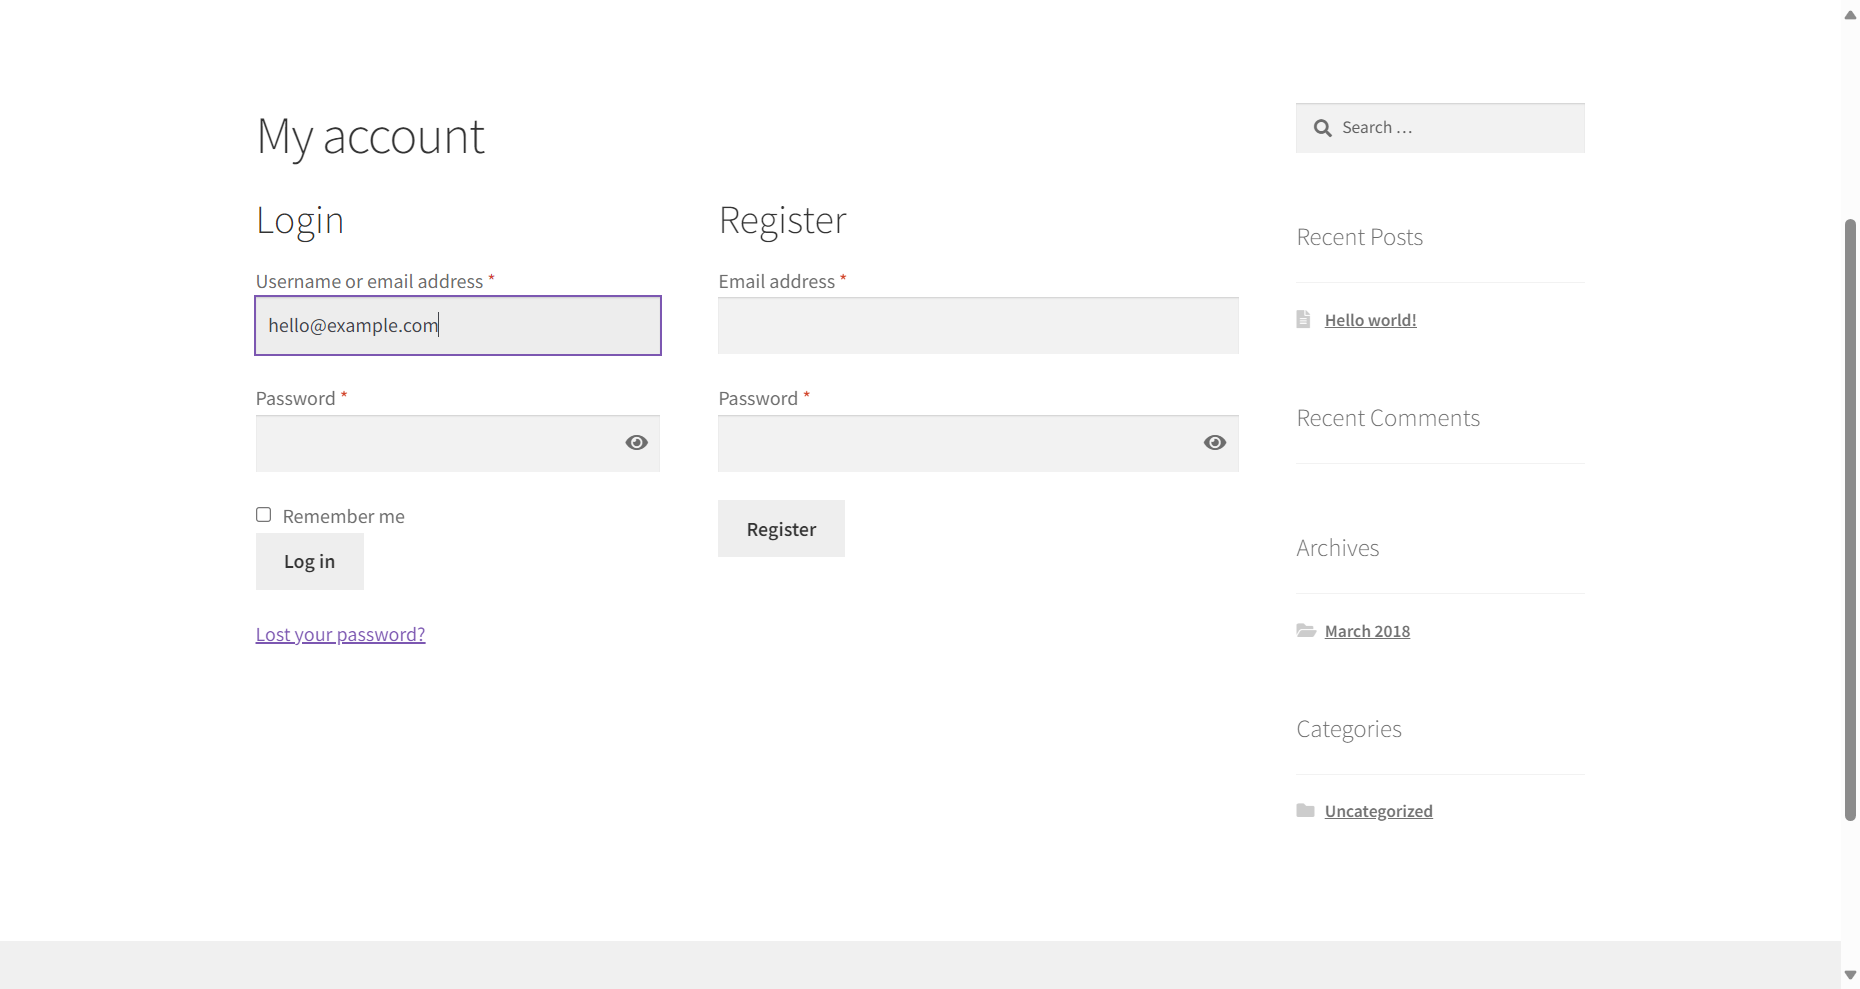 My account
Login
Username or email address *
hello@example.com
Password *
Remember me
Log in
Lost your password?
Register
Email address *
Password *
Register
Search …
Recent Posts
Hello world!
Recent Comments
Archives
March 2018
Categories
Uncategorized